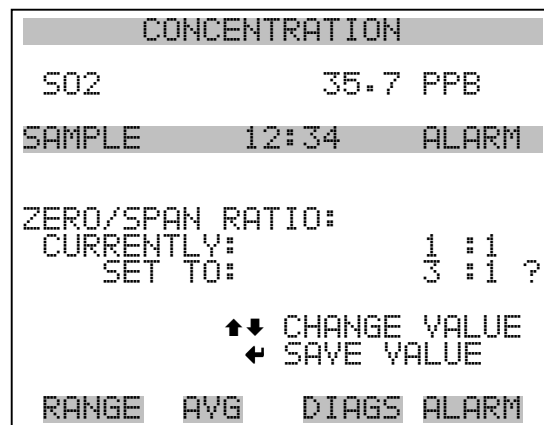 CONCENTRATION
SO2 35.7 PPB
SAMPLE 12:34 ALARM
ZERO/SPAN RATIO:
CURRENTLY: 1 :1
SET TO: 3 :1 ?
⬆⬇ CHANGE VALUE
↵ SAVE VALUE
RANGE AVG DIAGS ALARM